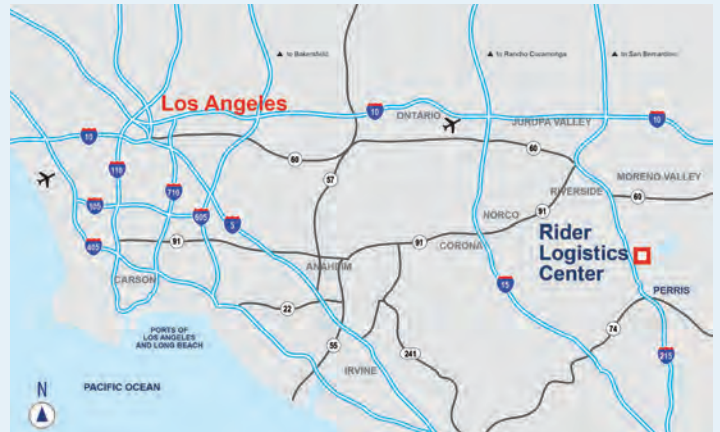 ▲ to Bakersfield
▲ to Rancho Cucamonga
▲ to San Bernardino
Los Angeles
10
ONTARIO
JURUPA VALLEY
10
10
60
57
60
MORENO VALLEY
110
710
RIVERSIDE
60
105
605
5
NORCO
91
Rider
Logistics
Center
405
91
91
CORONA
ANAHEIM
CARSON
15
PERRIS
22
PORTS OF
LOS ANGELES
AND LONG BEACH
55
241
74
215
IRVINE
N
PACIFIC OCEAN